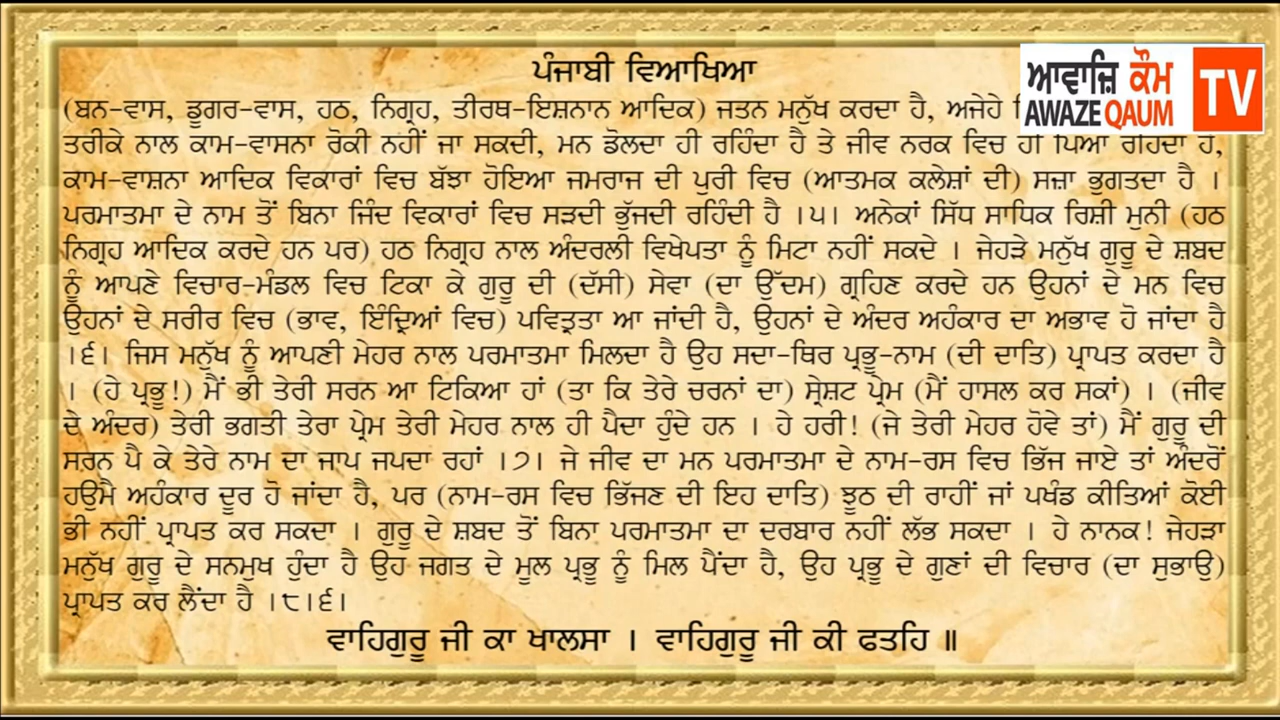 ਪੰਜਾਬੀ ਵਿਆਖਿਆ
ਆਵਾਜ਼ਿ ਕੌਮ
AWAZE QAUM
TV
(ਬਨ-ਵਾਸ, ਡੂਗਰ-ਵਾਸ, ਹਠ, ਨਿਗ੍ਰਹ, ਤੀਰਥ-ਇਸ਼ਨਾਨ ਆਦਿਕ) ਜਤਨ ਮਨੁੱਖ ਕਰਦਾ ਹੈ, ਅਜੇਹੇ
ਤਰੀਕੇ ਨਾਲ ਕਾਮ-ਵਾਸਨਾ ਰੋਕੀ ਨਹੀਂ ਜਾ ਸਕਦੀ, ਮਨ ਡੋਲਦਾ ਹੀ ਰਹਿੰਦਾ ਹੈ ਤੇ ਜੀਵ ਨਰਕ ਵਿਚ ਹੀ ਪਿਆ ਰਹਿੰਦਾ ਹੈ,
ਕਾਮ-ਵਾਸ਼ਨਾ ਆਦਿਕ ਵਿਕਾਰਾਂ ਵਿਚ ਬੱਝਾ ਹੋਇਆ ਜਮਰਾਜ ਦੀ ਪੁਰੀ ਵਿਚ (ਆਤਮਕ ਕਲੇਸ਼ਾਂ ਦੀ) ਸਜ਼ਾ ਭੁਗਤਦਾ ਹੈ ।
ਪਰਮਾਤਮਾ ਦੇ ਨਾਮ ਤੋਂ ਬਿਨਾ ਜਿੰਦ ਵਿਕਾਰਾਂ ਵਿਚ ਸੜਦੀ ਭੁੱਜਦੀ ਰਹਿੰਦੀ ਹੈ ।੫। ਅਨੇਕਾਂ ਸਿੱਧ ਸਾਧਿਕ ਰਿਸ਼ੀ ਮੁਨੀ (ਹਠ
ਨਿਗ੍ਰਹ ਆਦਿਕ ਕਰਦੇ ਹਨ ਪਰ) ਹਠ ਨਿਗ੍ਰਹ ਨਾਲ ਅੰਦਰਲੀ ਵਿਖੇਪਤਾ ਨੂੰ ਮਿਟਾ ਨਹੀਂ ਸਕਦੇ । ਜੇਹੜੇ ਮਨੁੱਖ ਗੁਰੂ ਦੇ ਸ਼ਬਦ
ਨੂੰ ਆਪਣੇ ਵਿਚਾਰ-ਮੰਡਲ ਵਿਚ ਟਿਕਾ ਕੇ ਗੁਰੂ ਦੀ (ਦੱਸੀ) ਸੇਵਾ (ਦਾ ਉੱਦਮ) ਗ੍ਰਹਿਣ ਕਰਦੇ ਹਨ ਉਹਨਾਂ ਦੇ ਮਨ ਵਿਚ
ਉਹਨਾਂ ਦੇ ਸਰੀਰ ਵਿਚ (ਭਾਵ, ਇੰਦ੍ਰਿਆਂ ਵਿਚ) ਪਵਿਤ੍ਰਤਾ ਆ ਜਾਂਦੀ ਹੈ, ਉਹਨਾਂ ਦੇ ਅੰਦਰ ਅਹੰਕਾਰ ਦਾ ਅਭਾਵ ਹੋ ਜਾਂਦਾ ਹੈ
।੬। ਜਿਸ ਮਨੁੱਖ ਨੂੰ ਆਪਣੀ ਮੇਹਰ ਨਾਲ ਪਰਮਾਤਮਾ ਮਿਲਦਾ ਹੈ ਉਹ ਸਦਾ-ਥਿਰ ਪ੍ਰਭੂ-ਨਾਮ (ਦੀ ਦਾਤਿ) ਪ੍ਰਾਪਤ ਕਰਦਾ ਹੈ
। (ਹੇ ਪ੍ਰਭੂ!) ਮੈਂ ਭੀ ਤੇਰੀ ਸਰਨ ਆ ਟਿਕਿਆ ਹਾਂ (ਤਾ ਕਿ ਤੇਰੇ ਚਰਨਾਂ ਦਾ) ਸ੍ਰੇਸ਼ਟ ਪ੍ਰੇਮ (ਮੈਂ ਹਾਸਲ ਕਰ ਸਕਾਂ) । (ਜੀਵ
ਦੇ ਅੰਦਰ) ਤੇਰੀ ਭਗਤੀ ਤੇਰਾ ਪ੍ਰੇਮ ਤੇਰੀ ਮੇਹਰ ਨਾਲ ਹੀ ਪੈਦਾ ਹੁੰਦੇ ਹਨ । ਹੇ ਹਰੀ! (ਜੇ ਤੇਰੀ ਮੇਹਰ ਹੋਵੇ ਤਾਂ) ਮੈਂ ਗੁਰੂ ਦੀ
ਸਰਨ ਪੈ ਕੇ ਤੇਰੇ ਨਾਮ ਦਾ ਜਾਪ ਜਪਦਾ ਰਹਾਂ ।੭। ਜੇ ਜੀਵ ਦਾ ਮਨ ਪਰਮਾਤਮਾ ਦੇ ਨਾਮ-ਰਸ ਵਿਚ ਭਿੱਜ ਜਾਏ ਤਾਂ ਅੰਦਰੋਂ
ਹਉਮੈ ਅਹੰਕਾਰ ਦੂਰ ਹੋ ਜਾਂਦਾ ਹੈ, ਪਰ (ਨਾਮ-ਰਸ ਵਿਚ ਭਿੱਜਣ ਦੀ ਇਹ ਦਾਤਿ) ਝੂਠ ਦੀ ਰਾਹੀਂ ਜਾਂ ਪਖੰਡ ਕੀਤਿਆਂ ਕੋਈ
ਭੀ ਨਹੀਂ ਪ੍ਰਾਪਤ ਕਰ ਸਕਦਾ । ਗੁਰੂ ਦੇ ਸ਼ਬਦ ਤੋਂ ਬਿਨਾ ਪਰਮਾਤਮਾ ਦਾ ਦਰਬਾਰ ਨਹੀਂ ਲੱਭ ਸਕਦਾ । ਹੇ ਨਾਨਕ! ਜੇਹੜਾ
ਮਨੁੱਖ ਗੁਰੂ ਦੇ ਸਨਮੁਖ ਹੁੰਦਾ ਹੈ ਉਹ ਜਗਤ ਦੇ ਮੂਲ ਪ੍ਰਭੂ ਨੂੰ ਮਿਲ ਪੈਂਦਾ ਹੈ, ਉਹ ਪ੍ਰਭੂ ਦੇ ਗੁਣਾਂ ਦੀ ਵਿਚਾਰ (ਦਾ ਸੁਭਾਉ)
ਪ੍ਰਾਪਤ ਕਰ ਲੈਂਦਾ ਹੈ ।੮।੬।
ਵਾਹਿਗੁਰੂ ਜੀ ਕਾ ਖਾਲਸਾ । ਵਾਹਿਗੁਰੂ ਜੀ ਕੀ ਫਤਹਿ ॥